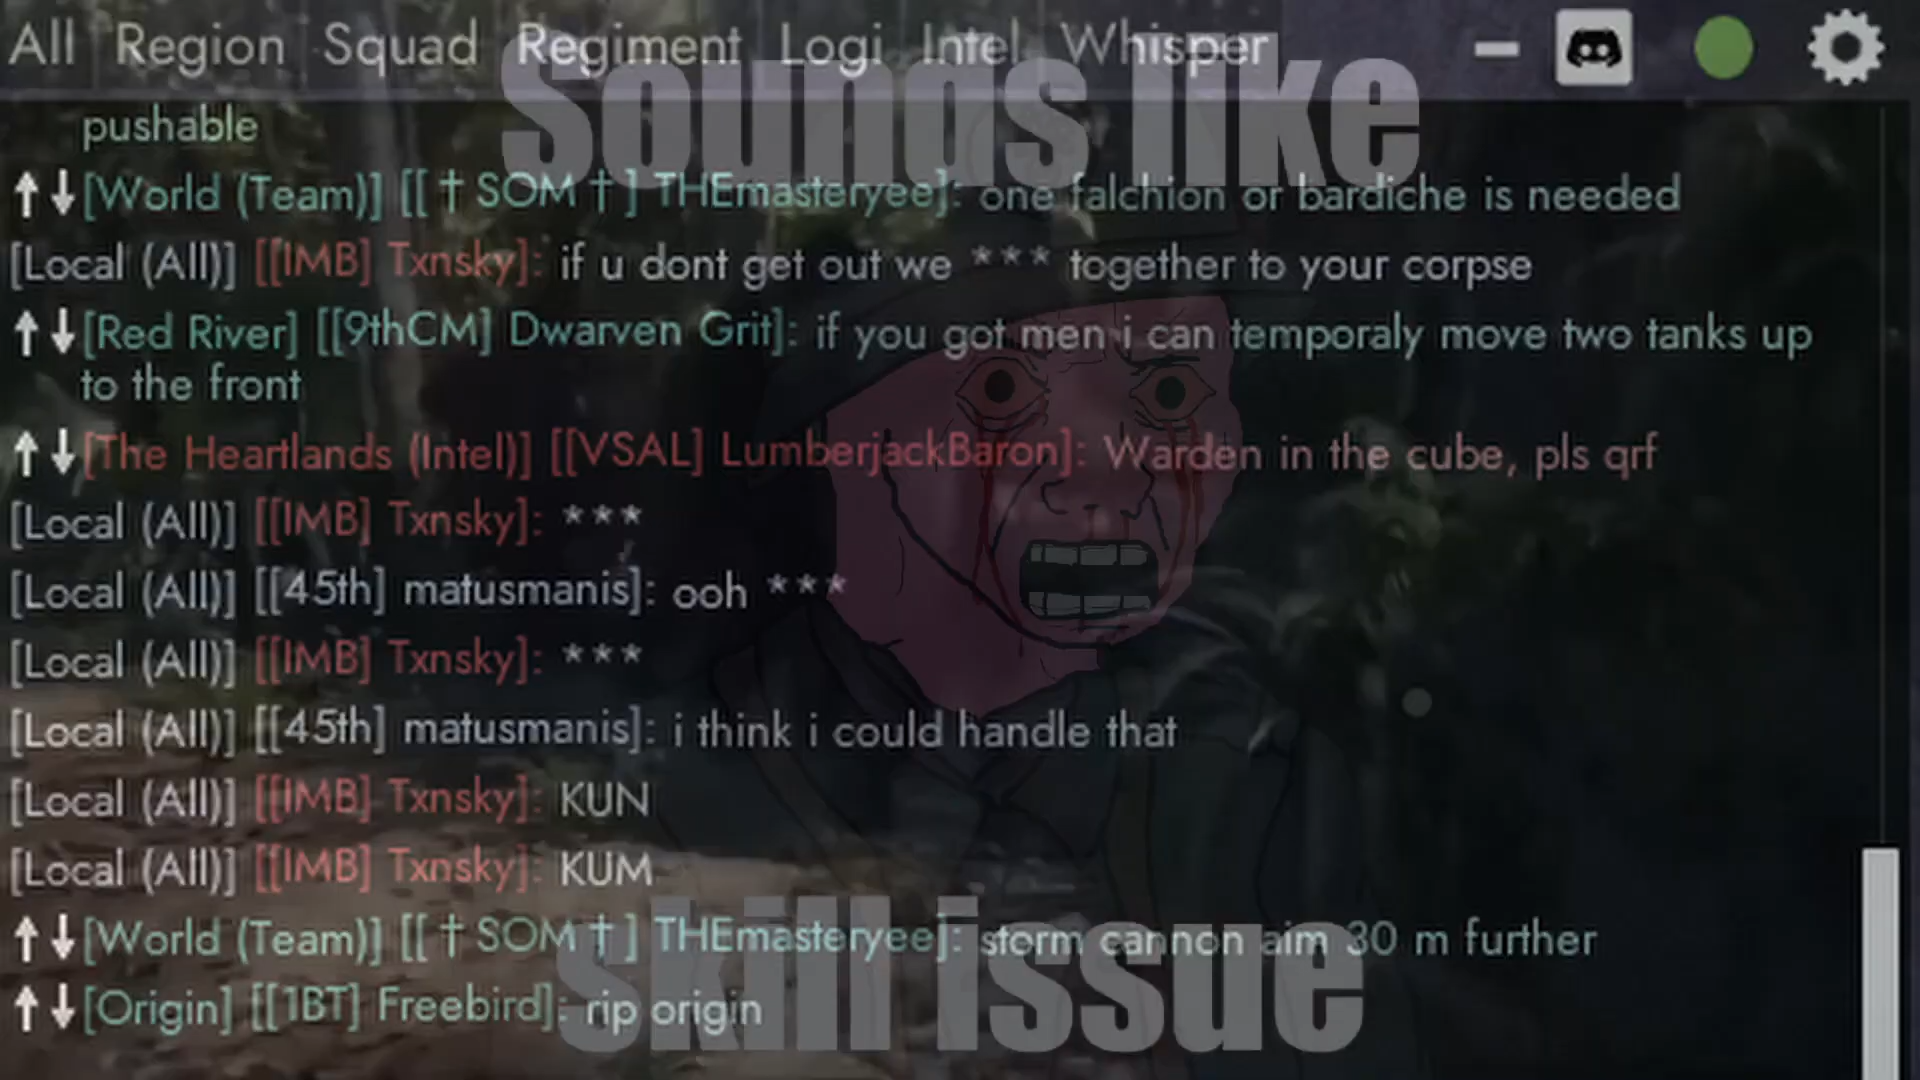 All Region Squad Regiment Logi Intel Whisper
Sounds like
pushable
[World (Team)] [[ † SOM † ] THEmasteryee]: one falchion or bardiche is needed
[Local (All)] [[IMB] Txnsky]: if u dont get out we *** together to your corpse
[Red River] [[9thCM] Dwarven Grit]: if you got men i can temporaly move two tanks up
to the front
[The Heartlands (Intel)] [[VSAL] LumberjackBaron]: Warden in the cube, pls qrf
[Local (All)] [[IMB] Txnsky]: ***
[Local (All)] [[45th] matusmanis]: ooh ***
[Local (All)] [[IMB] Txnsky]: ***
[Local (All)] [[45th] matusmanis]: i think i could handle that
[Local (All)] [[IMB] Txnsky]: KUN
[Local (All)] [[IMB] Txnsky]: KUM
[World (Team)] [[ † SOM † ] THEmasteryee]: storm cannon aim 30 m further
[Origin] [[1BT] Freebird]: rip origin
skill issue